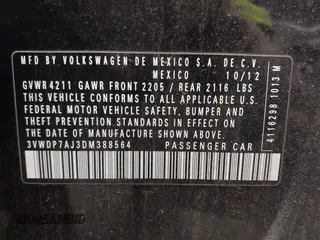 MFD. BY VOLKSWAGEN DE MEXICO S.A. DE C.V.
MEXICO 10/12
GVWR 4211 GAWR FRONT 2205 / REAR 2116 LBS
THIS VEHICLE CONFORMS TO ALL APPLICABLE
FEDERAL MOTOR VEHICLE SAFETY, BUMPER, AND
THEFT PREVENTION STANDARDS IN EFFECT ON
THE DATE OF MANUFACTURE SHOWN ABOVE.
3VWDP7AJ3DM388564 PASSENGER CAR
4116298 1013 M